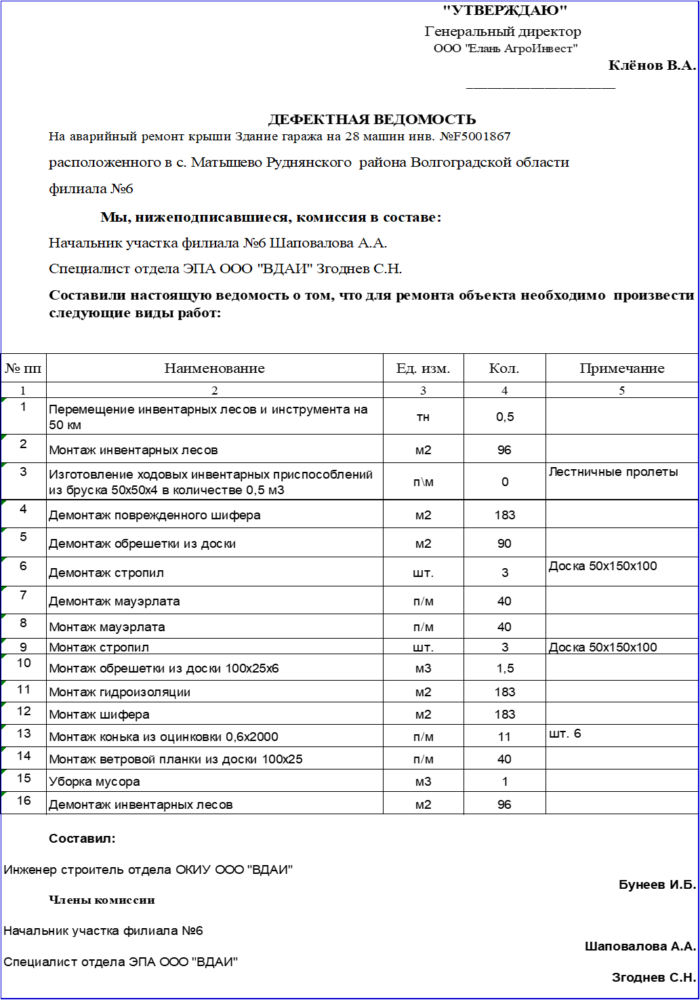 "УТВЕРЖДАЮ"
Генеральный директор
ООО "Елань АгроИнвест"
Клёнов В.А.
____________________
ДЕФЕКТНАЯ ВЕДОМОСТЬ
На аварийный ремонт крыши Здание гаража на 28 машин инв. №F5001867
расположенного в с. Матышево Руднянского района Волгоградской области
филиала №6
Мы, нижеподписавшиеся, комиссия в составе:
Начальник участка филиала №6 Шаповалова А.А.
Специалист отдела ЭПА ООО "ВДАИ" Згоднев С.Н.
Составили настоящую ведомость о том, что для ремонта объекта необходимо произвести
следующие виды работ:
№ пп Наименование Ед. изм. Кол. Примечание
1 2 3 4 5
1 Перемещение инвентарных лесов и инструмента на
50 км тн 0,5
2 Монтаж инвентарных лесов м2 96
3 Изготовление ходовых инвентарных приспособлений
из бруска 50х50х4 в количестве 0,5 м3 п\м 0 Лестничные пролеты
4 Демонтаж поврежденного шифера м2 183
5 Демонтаж обрешетки из доски м2 90
6 Демонтаж стропил шт. 3 Доска 50х150х100
7 Демонтаж мауэрлата п/м 40
8 Монтаж мауэрлата п/м 40
9 Монтаж стропил шт. 3 Доска 50х150х100
10 Монтаж обрешетки из доски 100х25х6 м3 1,5
11 Монтаж гидроизоляции м2 183
12 Монтаж шифера м2 183
13 Монтаж конька из оцинковки 0,6х2000 п/м 11 шт. 6
14 Монтаж ветровой планки из доски 100х25 п/м 40
15 Уборка мусора м3 1
16 Демонтаж инвентарных лесов м2 96
Составил:
Инженер строитель отдела ОКИУ ООО "ВДАИ"
Бунеев И.Б.
Члены комиссии
Начальник участка филиала №6
Шаповалова А.А.
Специалист отдела ЭПА ООО "ВДАИ"
Згоднев С.Н.